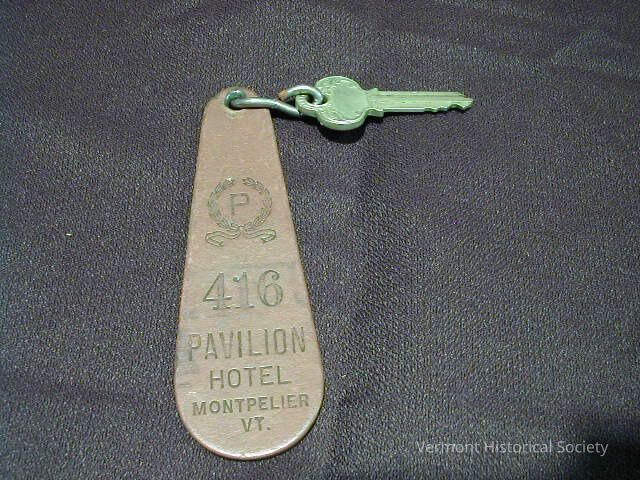 P
416
PAVILION
HOTEL
MONTPELIER
VT.
Vermont Historical Society